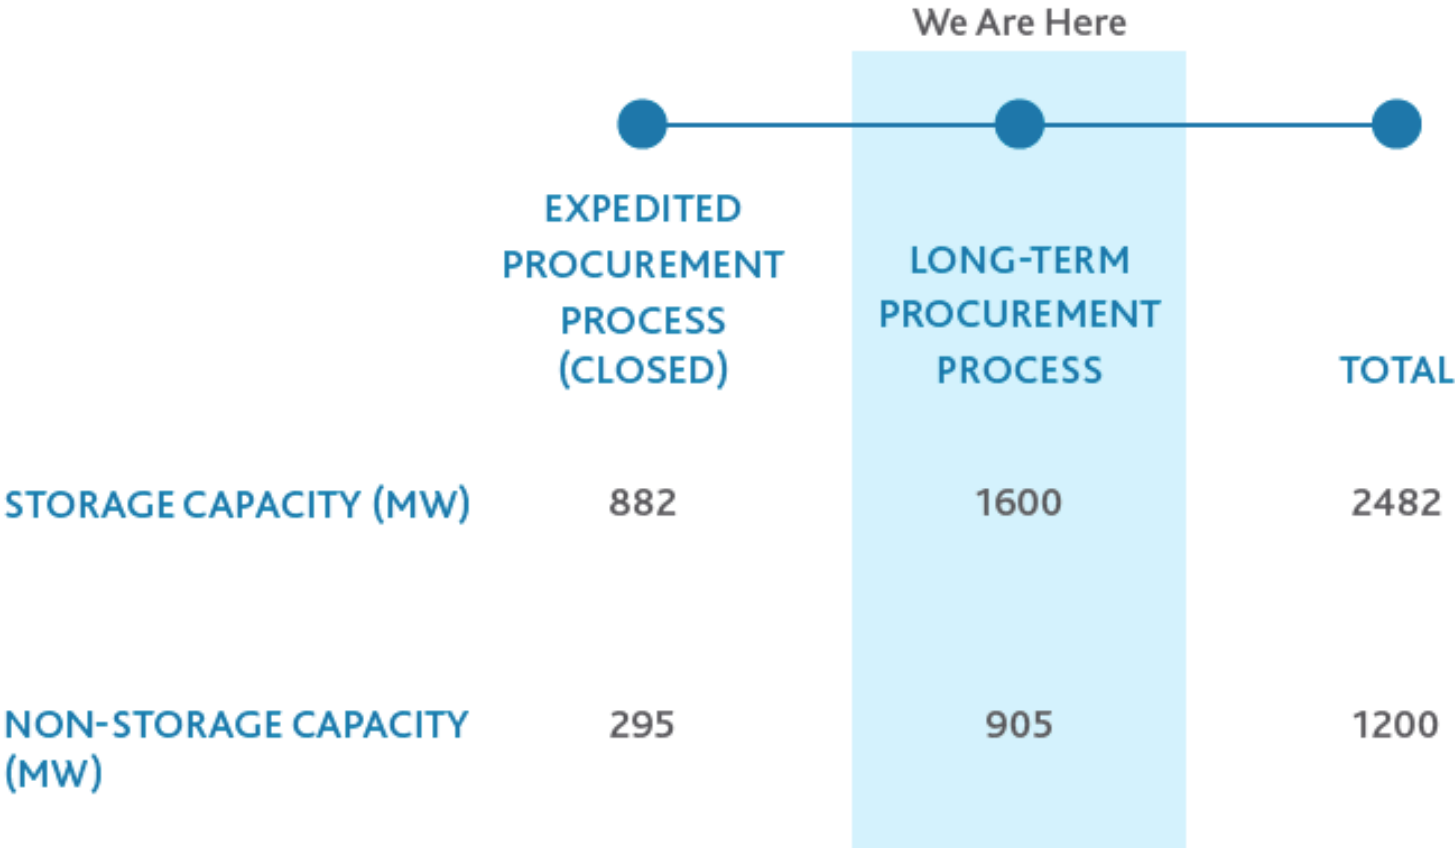 We Are Here
EXPEDITED
PROCUREMENT
PROCESS
(CLOSED)
LONG-TERM
PROCUREMENT
PROCESS
TOTAL
STORAGE CAPACITY (MW) 882 1600 2482
NON-STORAGE CAPACITY 295 905 1200
(MW)